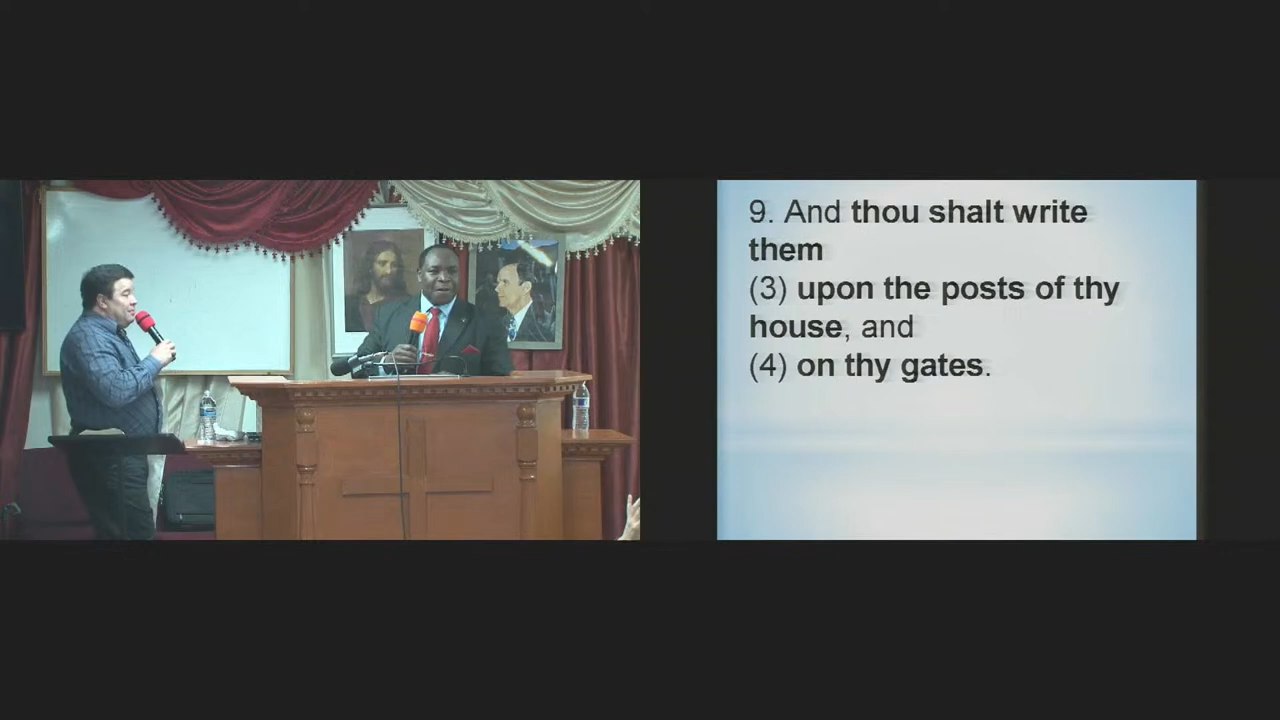 9. And thou shalt write
them
(3) upon the posts of thy
house, and
(4) on thy gates.